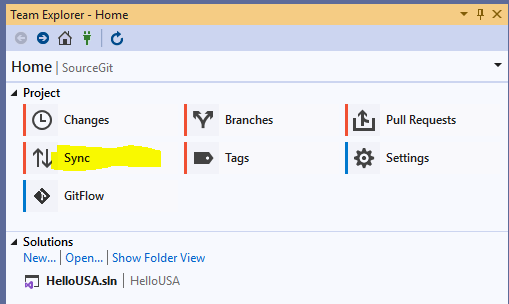 Team Explorer - Home
Home | SourceGit
Project
Changes Branches Pull Requests
Sync Tags Settings
GitFlow
Solutions
New... | Open... | Show Folder View
HelloUSA.sln | HelloUSA